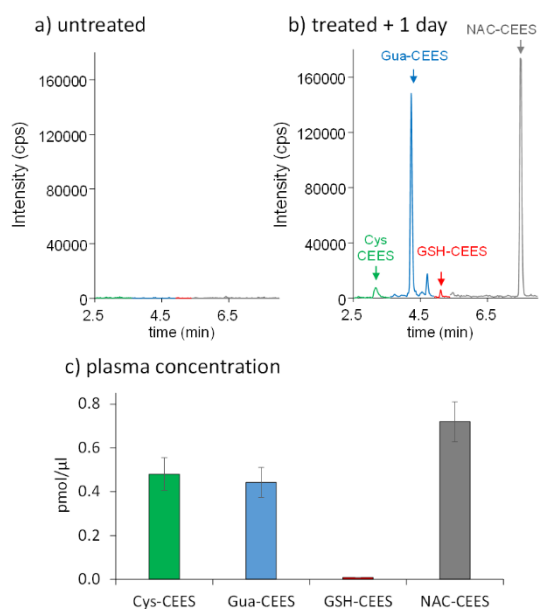 a) untreated
Intensity (cps)
160000
120000
80000
40000
0
2.5 4.5 6.5
time (min)
b) treated + 1 day
NAC-CEES
Gua-CEES
Intensity (cps)
160000
120000
80000
40000
0
Cys
CEES
GSH-CEES
2.5 4.5 6.5
time (min)
c) plasma concentration
pmol/µl
0.8
0.6
0.4
0.2
0.0
Cys-CEES Gua-CEES GSH-CEES NAC-CEES